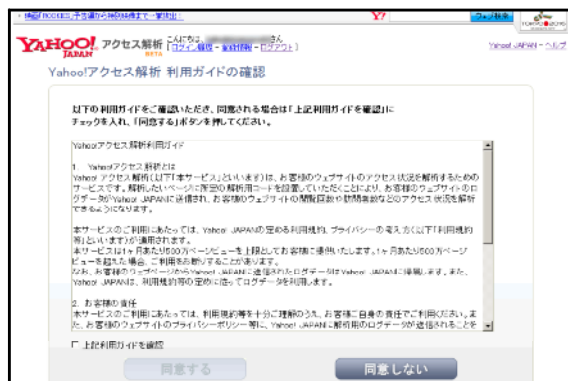 映画「ROOKIES」予告編から特別映像まで一挙放出！
Y!
ウェブ検索
YAHOO! JAPAN アクセス解析 BETA
こんにちは、 さん
[ログイン履歴 - 登録情報 - ログアウト]
Yahoo! JAPAN - ヘルプ
Yahoo!アクセス解析 利用ガイドの確認
以下の利用ガイドをご確認いただき、同意される場合は「上記利用ガイドを確認」に
チェックを入れ、「同意する」ボタンを押してください。
Yahoo!アクセス解析利用ガイド
1. Yahoo!アクセス解析とは
Yahoo! アクセス解析（以下「本サービス」といいます）は、お客様のウェブサイトのアクセス状況を解析するための
サービスです。解析したいページに所定の解析用コードを設置していただくことにより、お客様のウェブサイトのロ
グデータがYahoo! JAPANに送信され、お客様のウェブサイトの閲覧回数や訪問者数などのアクセス状況を解析
できるようになります。
本サービスのご利用にあたっては、Yahoo! JAPANの定める利用規約、プライバシーの考え方（以下「利用規約
等」といいます）が適用されます。
本サービスは1ヶ月あたり500万ページビューを上限としてお客様に提供いたします。1ヶ月あたり500万ページ
ビューを超えた場合、ご利用をお断りすることがあります。
なお、お客様のウェブページからYahoo! JAPANに送信されたログデータはYahoo! JAPANに帰属します。また、
Yahoo! JAPANは、利用規約等の定めに従ってログデータを利用します。
2. お客様の責任
本サービスのご利用にあたっては、利用規約等を十分ご理解のうえ、お客様ご自身の責任でご利用ください。ま
た、お客様のウェブサイトのプライバシーポリシー等に、Yahoo! JAPANに解析用のログデータが送信されることを
上記利用ガイドを確認
同意する
同意しない